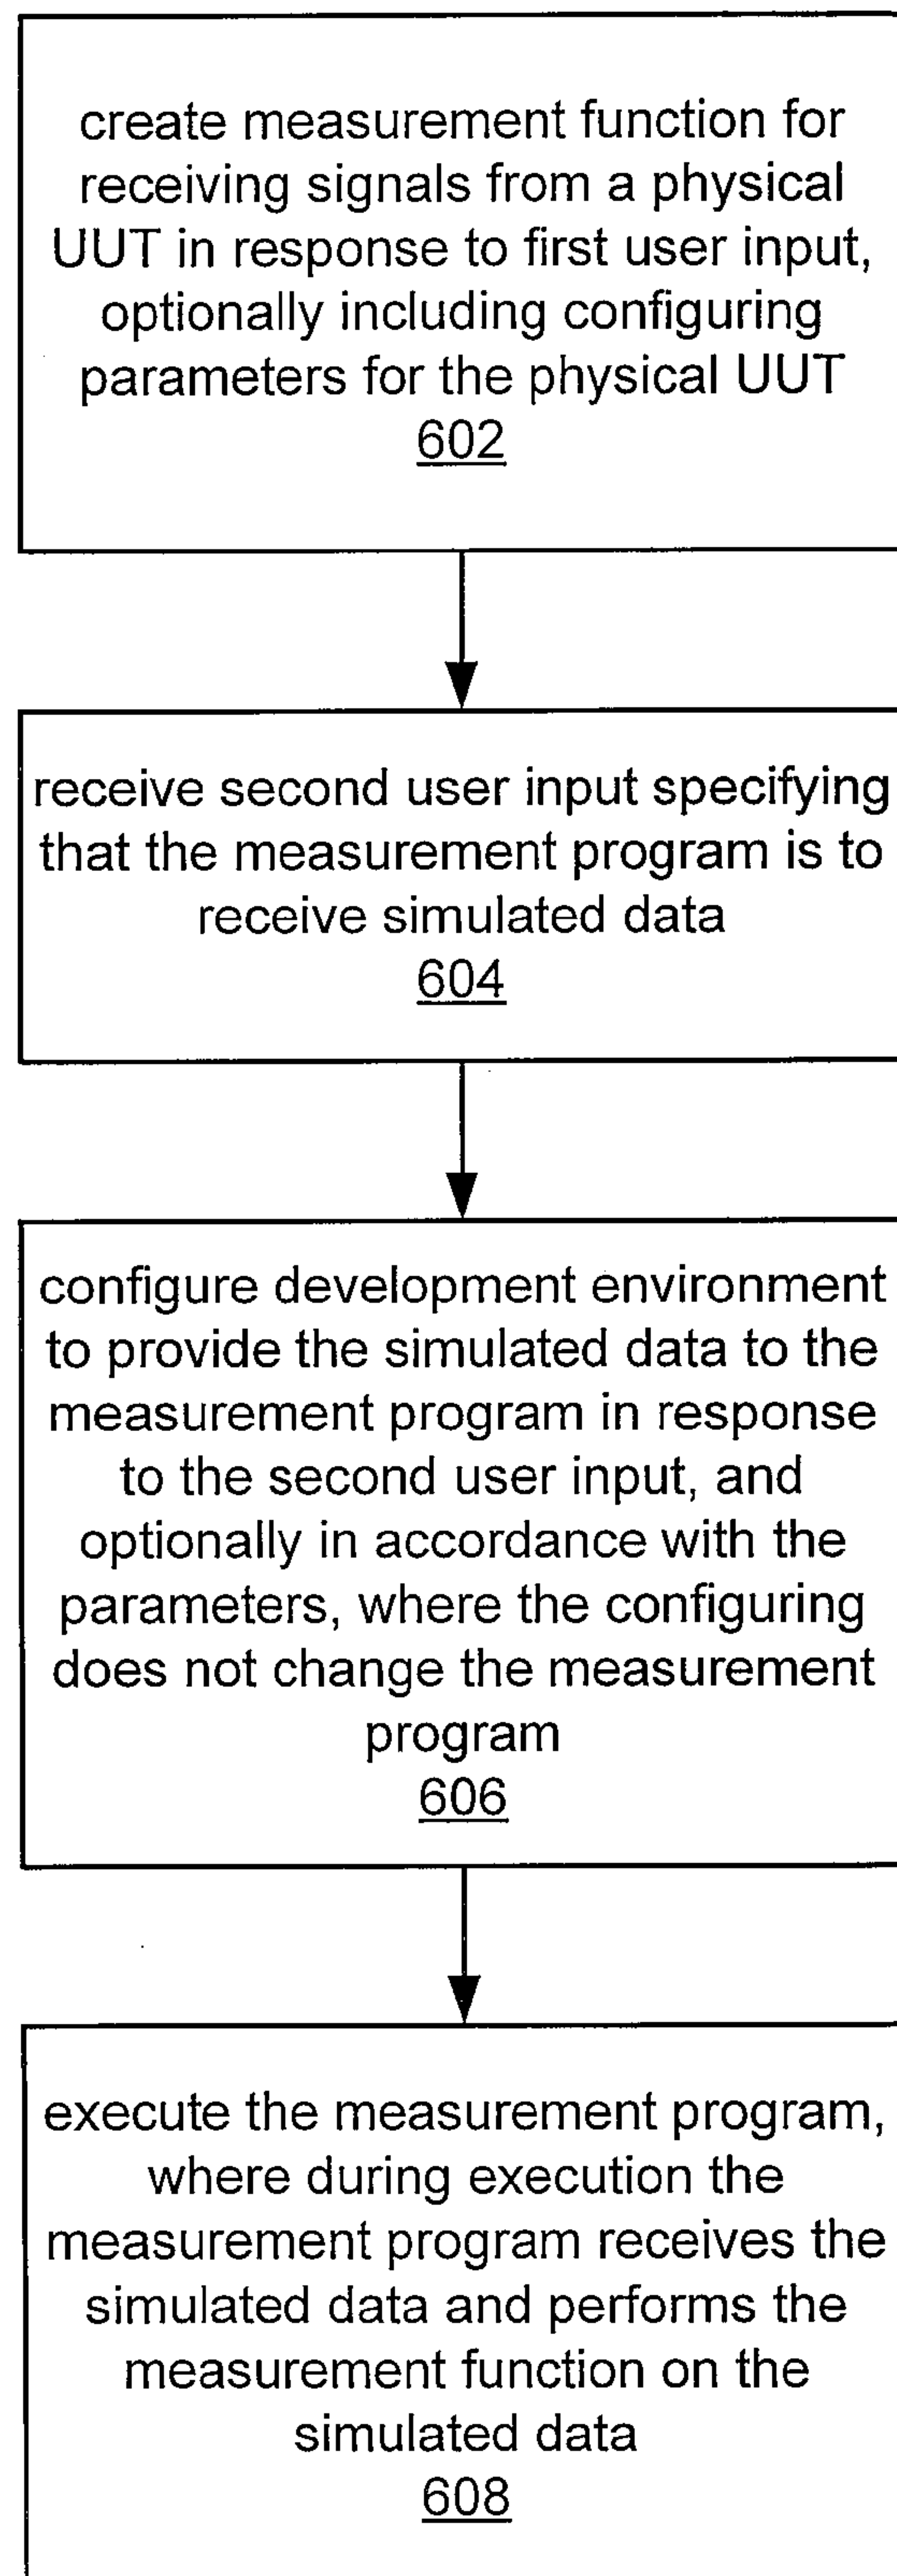 create measurement function for
receiving signals from a physical
UUT in response to first user input,
optionally including configuring
parameters for the physical UUT
602
receive second user input specifying
that the measurement program is to
receive simulated data
604
configure development environment
to provide the simulated data to the
measurement program in response
to the second user input, and
optionally in accordance with the
parameters, where the configuring
does not change the measurement
program
606
execute the measurement program,
where during execution the
measurement program receives the
simulated data and performs the
measurement function on the
simulated data
608